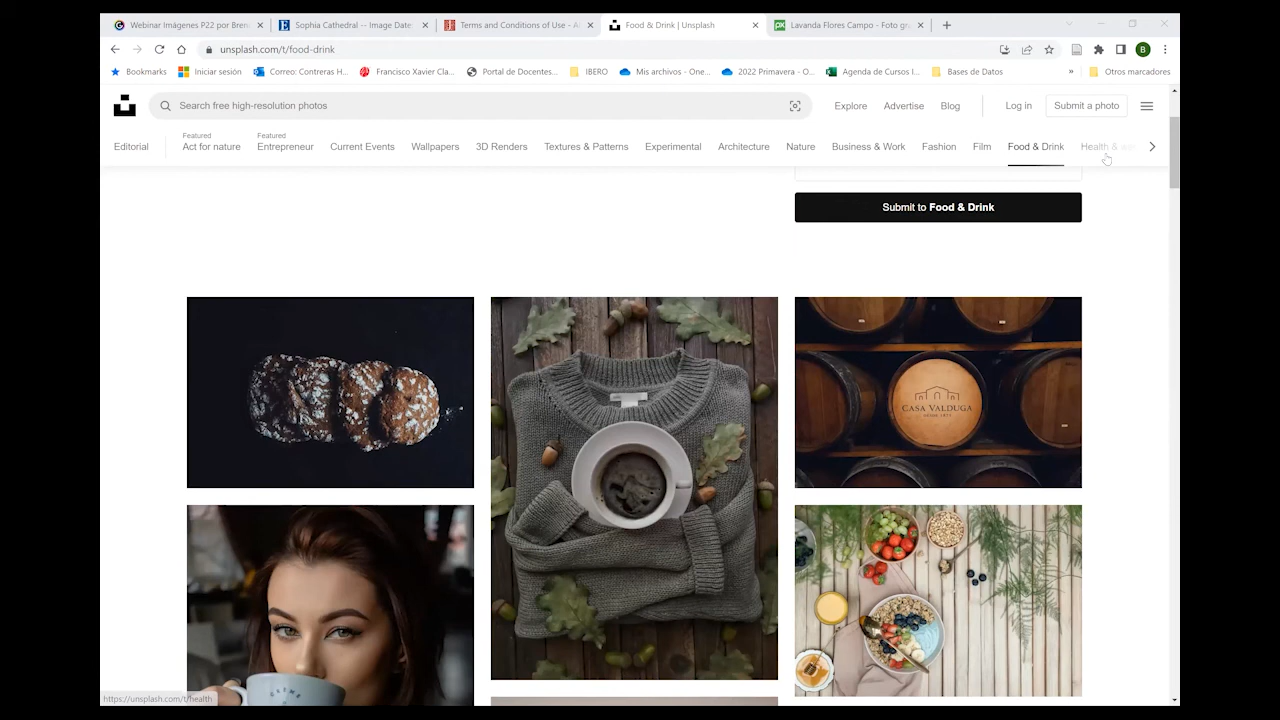 Webinar Imágenes P22 por Bren
Sophia Cathedral -- Image Date
Terms and Conditions of Use - A
Food & Drink | Unsplash
Lavanda Flores Campo - Foto gr
unsplash.com/t/food-drink
Bookmarks
Iniciar sesión
Correo: Contreras H...
Francisco Xavier Cla...
Portal de Docentes...
IBERO
Mis archivos - One...
2022 Primavera - O...
Agenda de Cursos I...
Bases de Datos
»
Otros marcadores
Search free high-resolution photos
Explore
Advertise
Blog
Log in
Submit a photo
Editorial
Featured
Act for nature
Featured
Entrepreneur
Current Events
Wallpapers
3D Renders
Textures & Patterns
Experimental
Architecture
Nature
Business & Work
Fashion
Film
Food & Drink
Health &
Submit to Food & Drink
CASA VALDUGA
https://unsplash.com/t/health